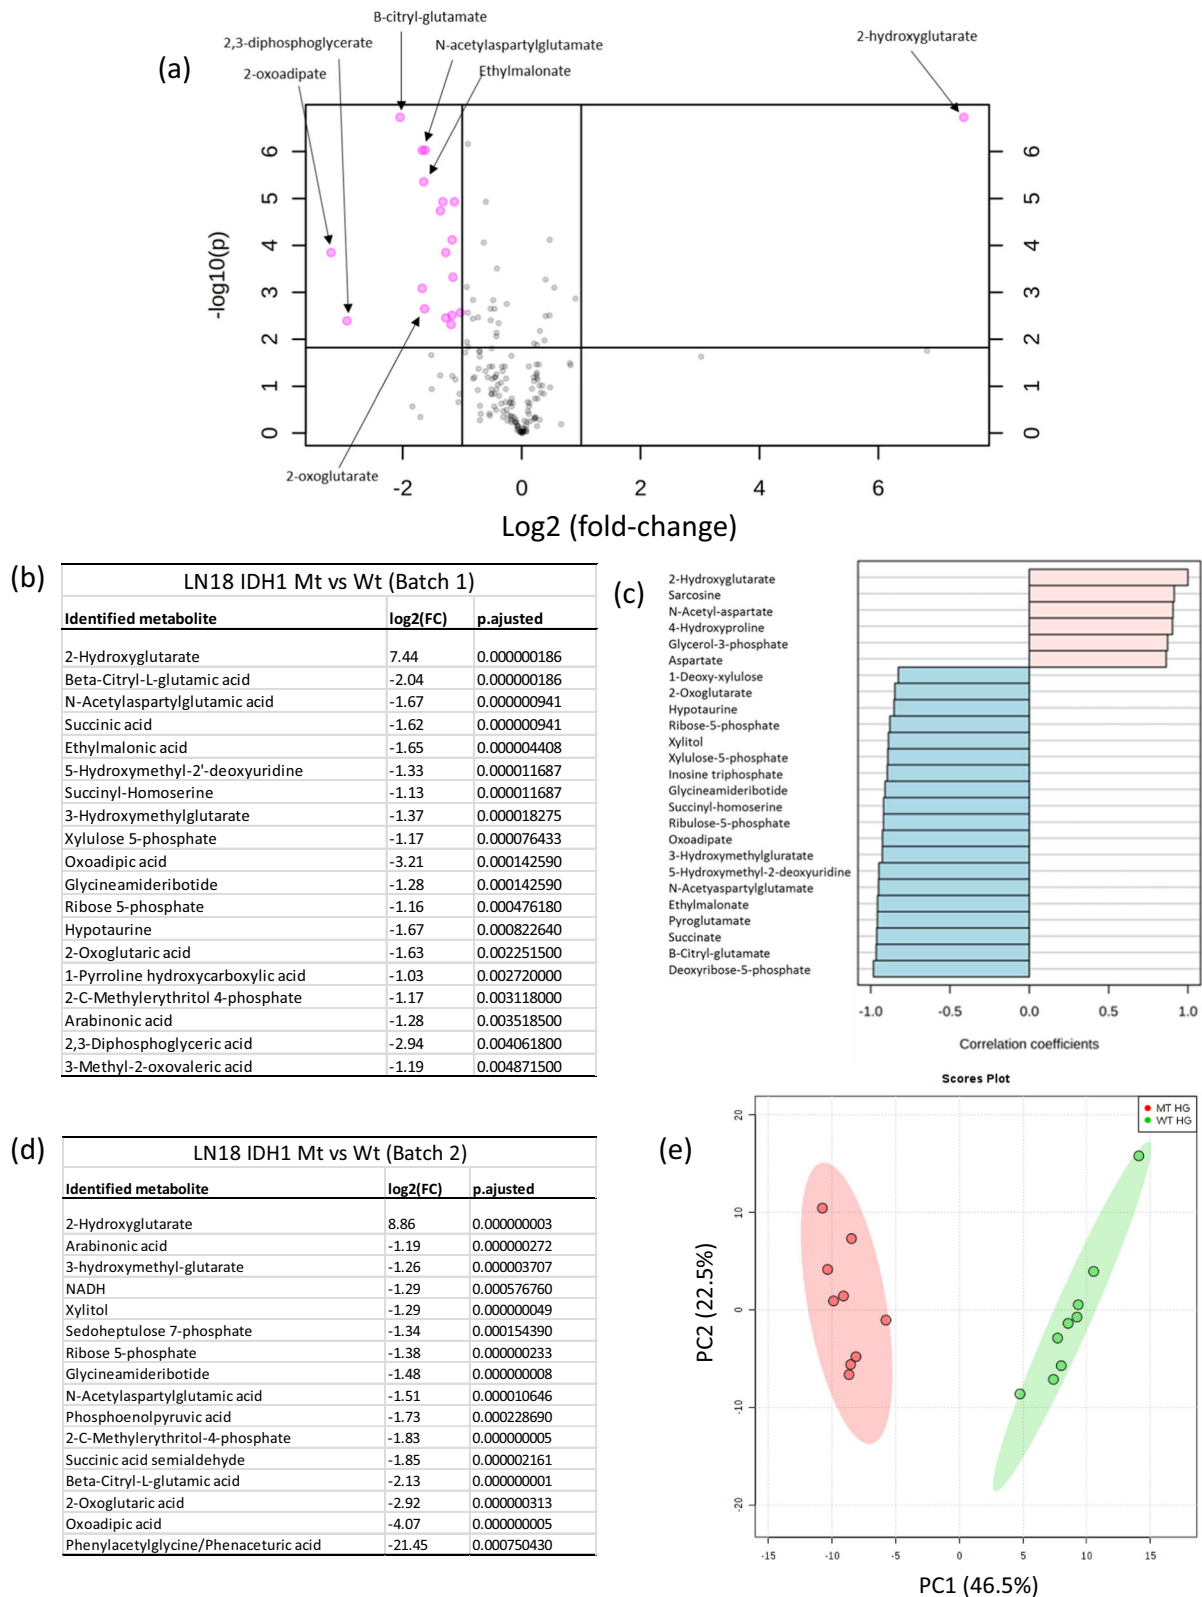 (a)
B-citryl-glutamate
2,3-diphosphoglycerate
N-acetylaspartylglutamate
2-hydroxyglutarate
2-oxoadipate
Ethylmalonate
-log10(p)
6
5
4
3
2
1
0
6
5
4
3
2
1
0
2-oxoglutarate
-2
0
2
4
6
Log2 (fold-change)
(b)
LN18 IDH1 Mt vs Wt (Batch 1)
Identified metabolite log2(FC) p.ajusted
2-Hydroxyglutarate 7.44 0.000000186
Beta-Citryl-L-glutamic acid -2.04 0.000000186
N-Acetylaspartylglutamic acid -1.67 0.000000941
Succinic acid -1.62 0.000000941
Ethylmalonic acid -1.65 0.000004408
5-Hydroxymethyl-2'-deoxyuridine -1.33 0.000011687
Succinyl-Homoserine -1.13 0.000011687
3-Hydroxymethylglutarate -1.37 0.000018275
Xylulose 5-phosphate -1.17 0.000076433
Oxoadipic acid -3.21 0.000142590
Glycineamideribotide -1.28 0.000142590
Ribose 5-phosphate -1.16 0.000476180
Hypotaurine -1.67 0.000822640
2-Oxoglutaric acid -1.63 0.002251500
1-Pyrroline hydroxycarboxylic acid -1.03 0.002720000
2-C-Methylerythritol 4-phosphate -1.17 0.003118000
Arabinonic acid -1.28 0.003518500
2,3-Diphosphoglyceric acid -2.94 0.004061800
3-Methyl-2-oxovaleric acid -1.19 0.004871500
(c)
2-Hydroxglutarate
Sarcosine
N-Acetyl-aspartate
4-Hydroxyproline
Glycerol-3-phosphate
Aspartate
1-Deoxy-xylulose
2-Oxoglutarate
Hypotaurine
Ribose-5-phosphate
Xylitol
Xylulose-5-phosphate
Inosine triphosphate
Glycineamideribotide
Succinyl-homoserine
Ribulose-5-phosphate
Oxoadipate
3-Hydroxymethylgluratate
5-Hydroxymethyl-2-deoxyuridine
N-Acetyaspartylglutamate
Ethylmalonate
Pyroglutamate
Succinate
B-Citryl-glutamate
Deoxyribose-5-phosphate
-1.0 -0.5 0.0 0.5 1.0
Correlation coefficients
(d)
LN18 IDH1 Mt vs Wt (Batch 2)
Identified metabolite log2(FC) p.ajusted
2-Hydroxyglutarate 8.86 0.000000003
Arabinonic acid -1.19 0.000000272
3-hydroxymethyl-glutarate -1.26 0.000003707
NADH -1.29 0.000576760
Xylitol -1.29 0.000000049
Sedoheptulose 7-phosphate -1.34 0.000154390
Ribose 5-phosphate -1.38 0.000000233
Glycineamideribotide -1.48 0.000000008
N-Acetylaspartylglutamic acid -1.51 0.000010646
Phosphoenolpyruvic acid -1.73 0.000228690
2-C-Methylerythritol-4-phosphate -1.83 0.000000005
Succinic acid semialdehyde -1.85 0.000002161
Beta-Citryl-L-glutamic acid -2.13 0.000000001
2-Oxoglutaric acid -2.92 0.000000313
Oxoadipic acid -4.07 0.000000005
Phenylacetylglycine/Phenaceturic acid -21.45 0.000750430
(e)
Scores Plot
MT HG
WT HG
PC2 (22.5%)
20
10
0
-10
-20
-15 -10 -5 0 5 10 15
PC1 (46.5%)